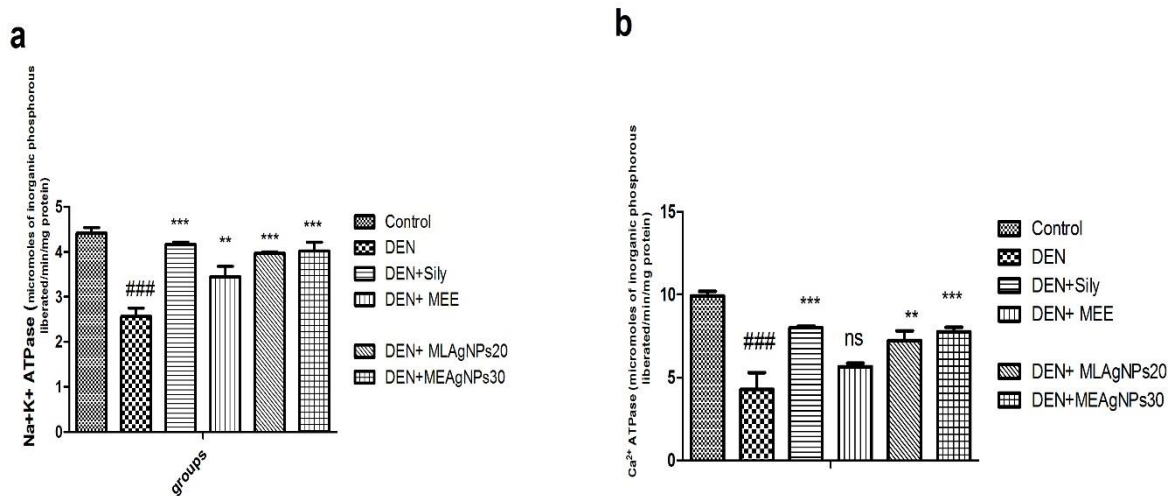 a
Na+K+ ATPase (micromoles of inorganic phosphorous
liberated/min/mg protein)
5
4
3
2
1
0
###
***
**
***
***
groups
Control
DEN
DEN+Sily
DEN+ MEE
DEN+ MLAgNPs20
DEN+MEAgNPs30
b
Ca²⁺ ATPase (micromoles of inorganic phosphorous
liberated/min/mg protein)
15
10
5
0
###
***
ns
**
***
Control
DEN
DEN+Sily
DEN+ MEE
DEN+ MLAgNPs20
DEN+MEAgNPs30